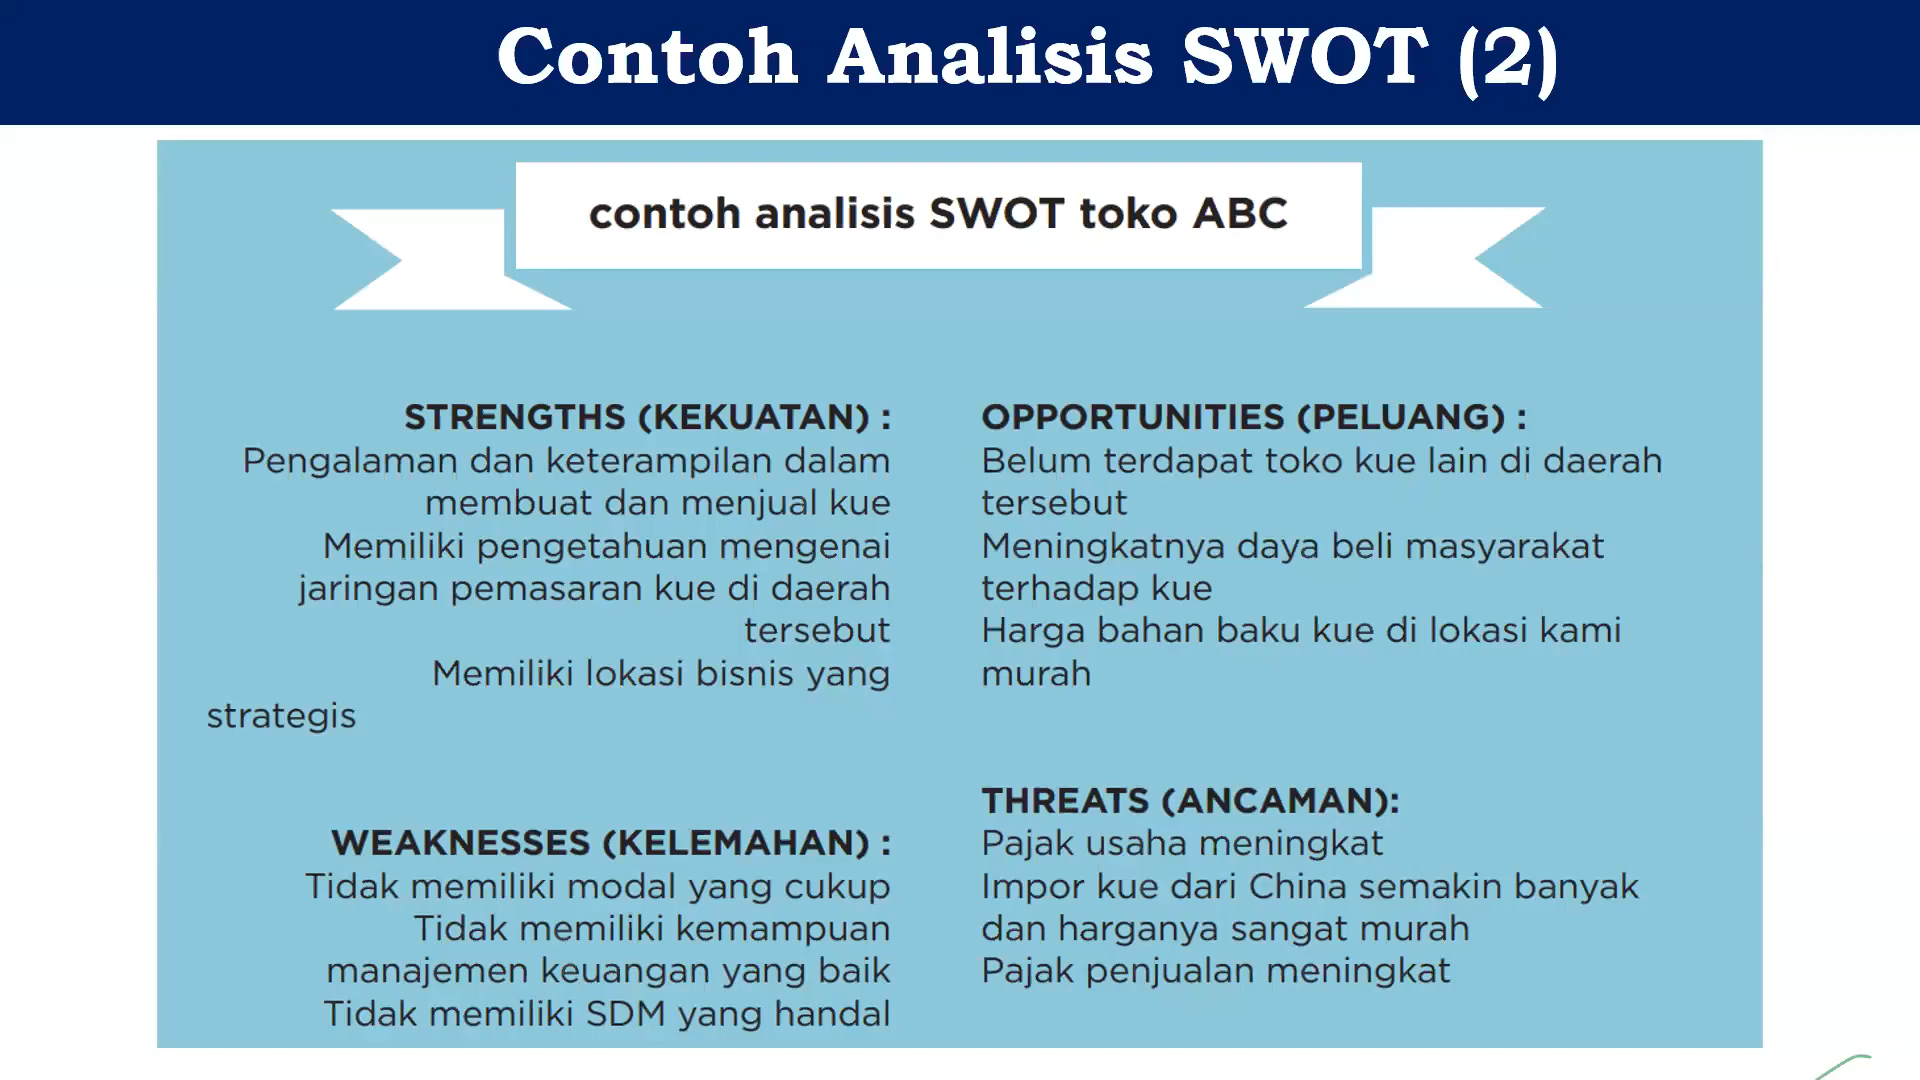 Contoh Analisis SWOT (2)
contoh analisis SWOT toko ABC
STRENGTHS (KEKUATAN) :
Pengalaman dan keterampilan dalam
membuat dan menjual kue
Memiliki pengetahuan mengenai
jaringan pemasaran kue di daerah
tersebut
Memiliki lokasi bisnis yang
strategis
WEAKNESSES (KELEMAHAN) :
Tidak memiliki modal yang cukup
Tidak memiliki kemampuan
manajemen keuangan yang baik
Tidak memiliki SDM yang handal
OPPORTUNITIES (PELUANG) :
Belum terdapat toko kue lain di daerah
tersebut
Meningkatnya daya beli masyarakat
terhadap kue
Harga bahan baku kue di lokasi kami
murah
THREATS (ANCAMAN):
Pajak usaha meningkat
Impor kue dari China semakin banyak
dan harganya sangat murah
Pajak penjualan meningkat